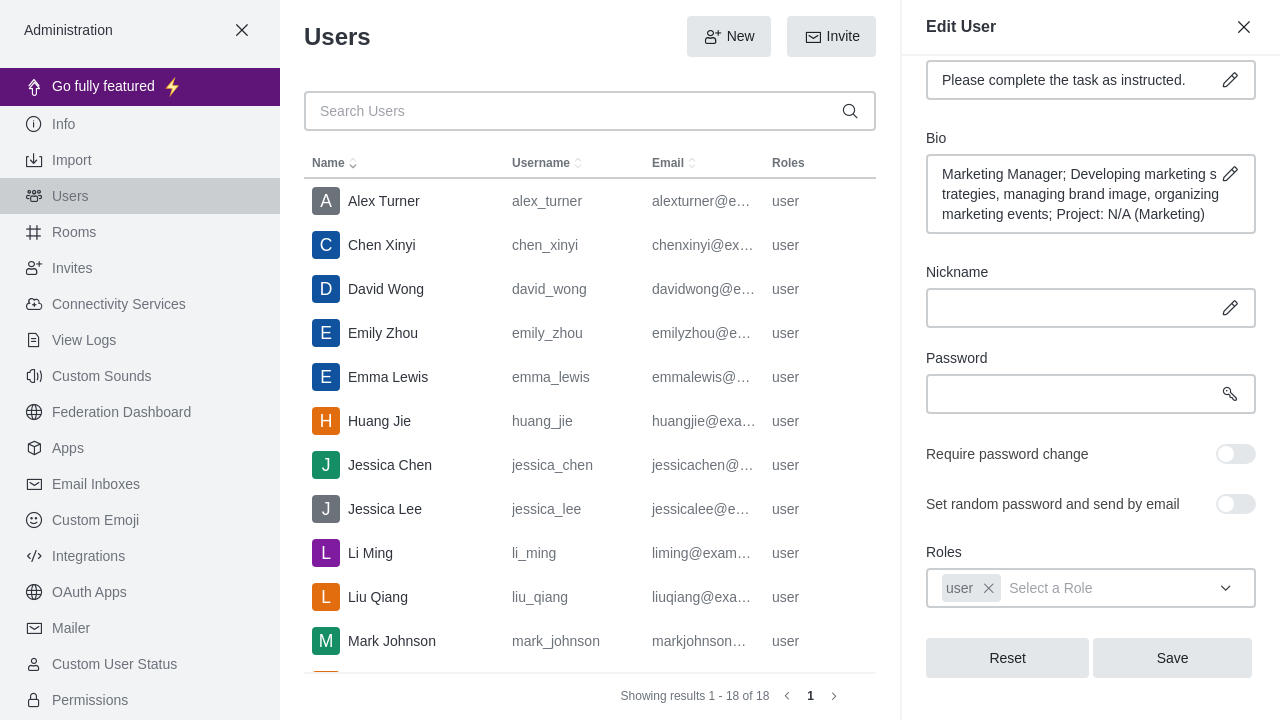 Administration
Go fully featured
Info
Import
Users
Rooms
Invites
Connectivity Services
View Logs
Custom Sounds
Federation Dashboard
Apps
Email Inboxes
Custom Emoji
Integrations
OAuth Apps
Mailer
Custom User Status
Permissions
Users
New
Invite
Search Users
Name Username Email Roles
A Alex Turner alex_turner alexturner@e… user
C Chen Xinyi chen_xinyi chenxinyi@ex… user
D David Wong david_wong davidwong@e… user
E Emily Zhou emily_zhou emilyzhou@e… user
E Emma Lewis emma_lewis emmalewis@… user
H Huang Jie huang_jie huangjie@exa… user
J Jessica Chen jessica_chen jessicachen@… user
J Jessica Lee jessica_lee jessicalee@e… user
L Li Ming li_ming liming@exam… user
L Liu Qiang liu_qiang liuqiang@exa… user
M Mark Johnson mark_johnson markjohnson… user
Showing results 1 - 18 of 18 1
Edit User
Please complete the task as instructed.
Bio
Marketing Manager; Developing marketing s
trategies, managing brand image, organizing
marketing events; Project: N/A (Marketing)
Nickname
Password
Require password change
Set random password and send by email
Roles
user Select a Role
Reset
Save